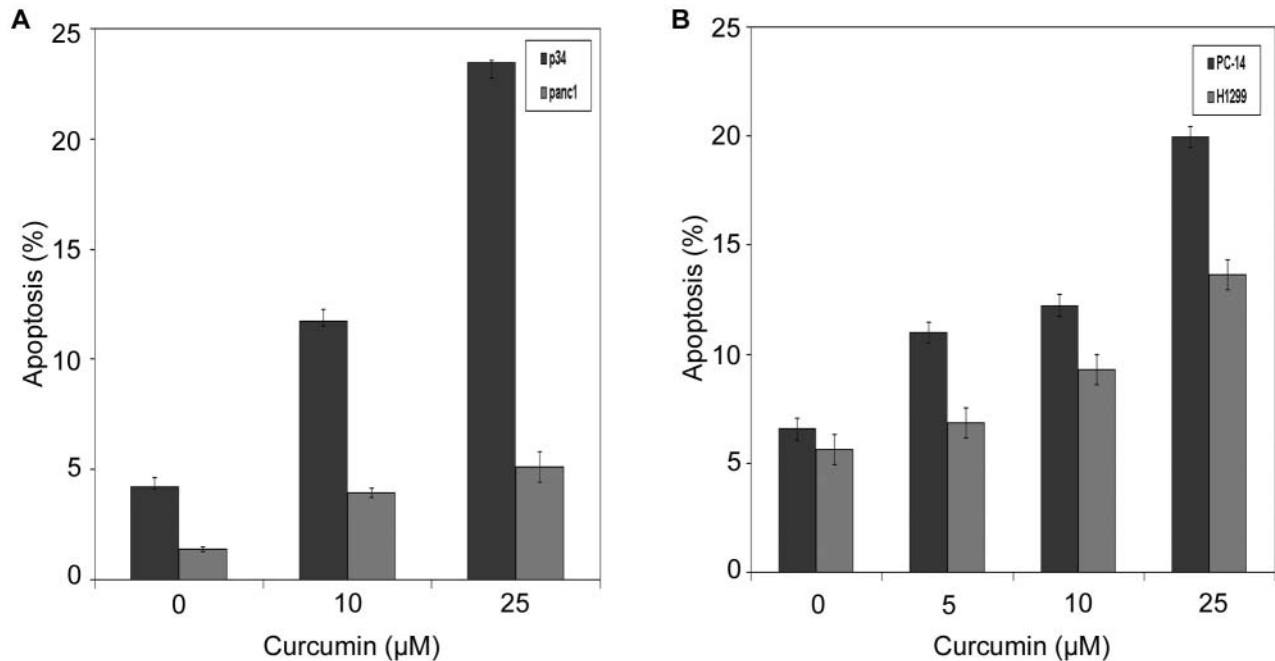 A
25
20
15
10
5
0
Apoptosis (%)
p34
panc1
0 10 25
Curcumin (µM)
B
25
20
15
10
5
0
Apoptosis (%)
PC-14
H1299
0 5 10 25
Curcumin (µM)